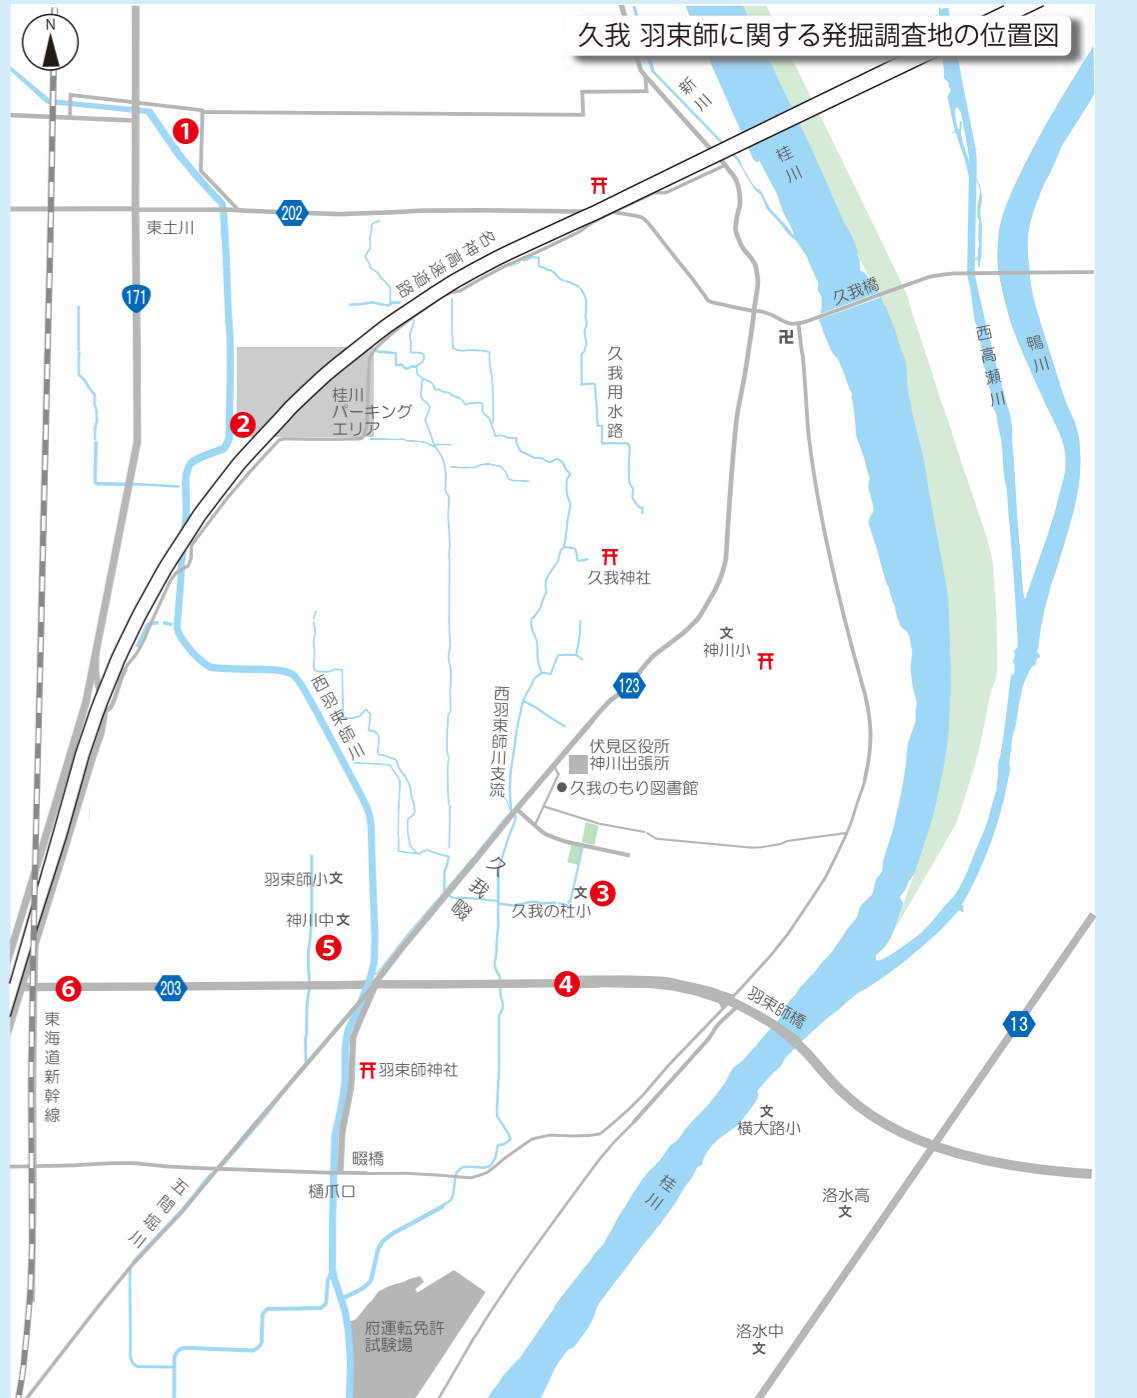 久我 羽束師に関する発掘調査地の位置図
N
新川
桂川
1
202
東土川
名神高速道路
171
久我橋
西高瀬川
鴨川
久我用水路
桂川
パーキング
エリア
2
久我神社
神川小
123
西羽束師川
西羽束師川支流
伏見区役所
神川出張所
久我のもり図書館
久我畷
羽束師小
3
久我の杜小
神川中
5
6
203
4
羽束師橋
13
東海道新幹線
羽束師神社
横大路小
畷橋
樋爪口
五間堀川
桂川
洛水高
府運転免許
試験場
洛水中